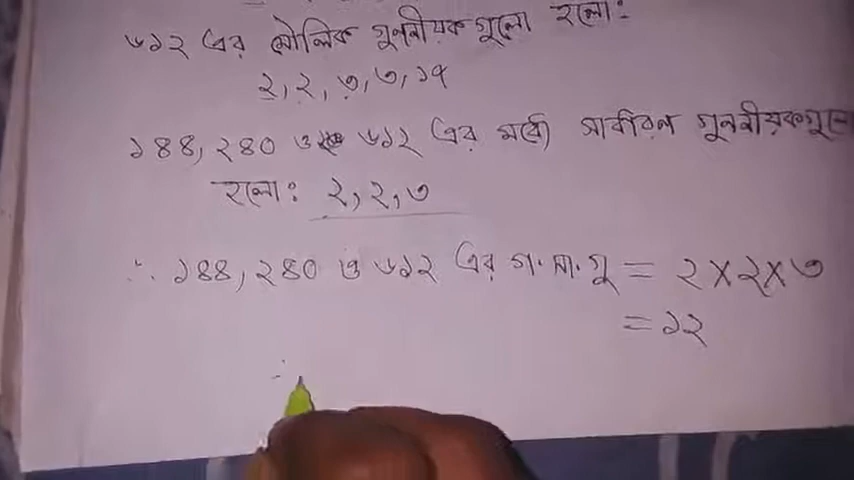 ৬১২ এর মৌলিক গুননীয়কগুলো হলো:
২, ২, ৩, ৩, ১৭
১৪৪, ২৪০ ও ৬১২ এর মধ্যে সাধারণ গুননীয়কগুলো
হলো: ২, ২, ৩
∴ ১৪৪, ২৪০ ও ৬১২ এর গ. সা. গু = ২ X ২ X ৩
= ১২